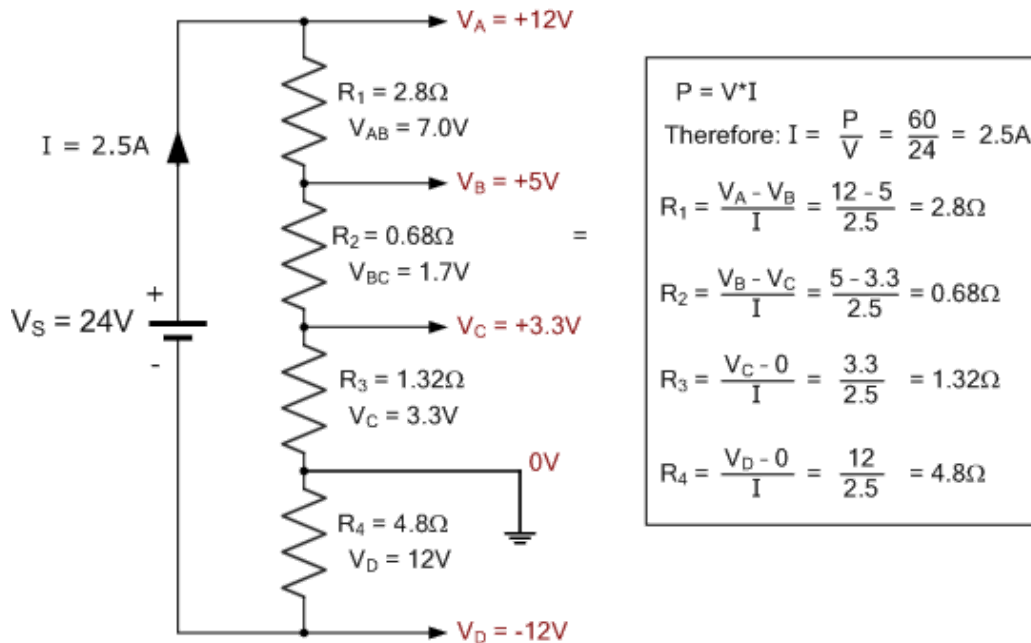 V_A = +12V
R₁ = 2.8Ω
V_AB = 7.0V
I = 2.5A
V_B = +5V
R₂ = 0.68Ω
V_BC = 1.7V
+
V_S = 24V
-
V_C = +3.3V
R₃ = 1.32Ω
V_C = 3.3V
0V
R₄ = 4.8Ω
V_D = 12V
V_D = -12V
=
P = V*I
Therefore: I = P/V = 60/24 = 2.5A
R₁ = (V_A - V_B)/I = (12 - 5)/2.5 = 2.8Ω
R₂ = (V_B - V_C)/I = (5 - 3.3)/2.5 = 0.68Ω
R₃ = (V_C - 0)/I = 3.3/2.5 = 1.32Ω
R₄ = (V_D - 0)/I = 12/2.5 = 4.8Ω